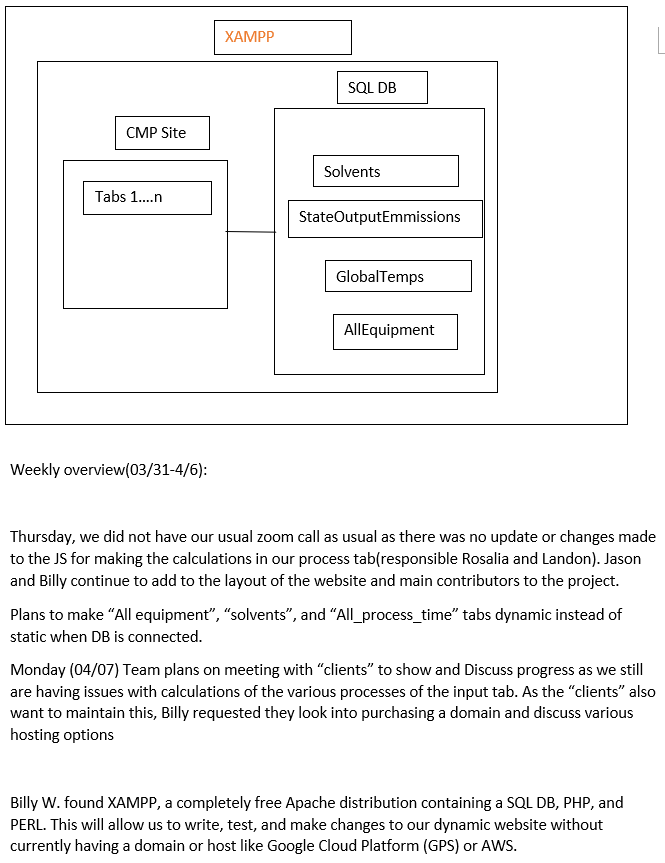 XAMPP
SQL DB
CMP Site
Solvents
Tabs 1....n
StateOutputEmmissions
GlobalTemps
AllEquipment
Weekly overview(03/31-4/6):
Thursday, we did not have our usual zoom call as usual as there was no update or changes made
to the JS for making the calculations in our process tab(responsible Rosalia and Landon). Jason
and Billy continue to add to the layout of the website and main contributors to the project.
Plans to make “All equipment”, “solvents”, and “All_process_time” tabs dynamic instead of
static when DB is connected.
Monday (04/07) Team plans on meeting with “clients” to show and Discuss progress as we still
are having issues with calculations of the various processes of the input tab. As the “clients” also
want to maintain this, Billy requested they look into purchasing a domain and discuss various
hosting options
Billy W. found XAMPP, a completely free Apache distribution containing a SQL DB, PHP, and
PERL. This will allow us to write, test, and make changes to our dynamic website without
currently having a domain or host like Google Cloud Platform (GPS) or AWS.